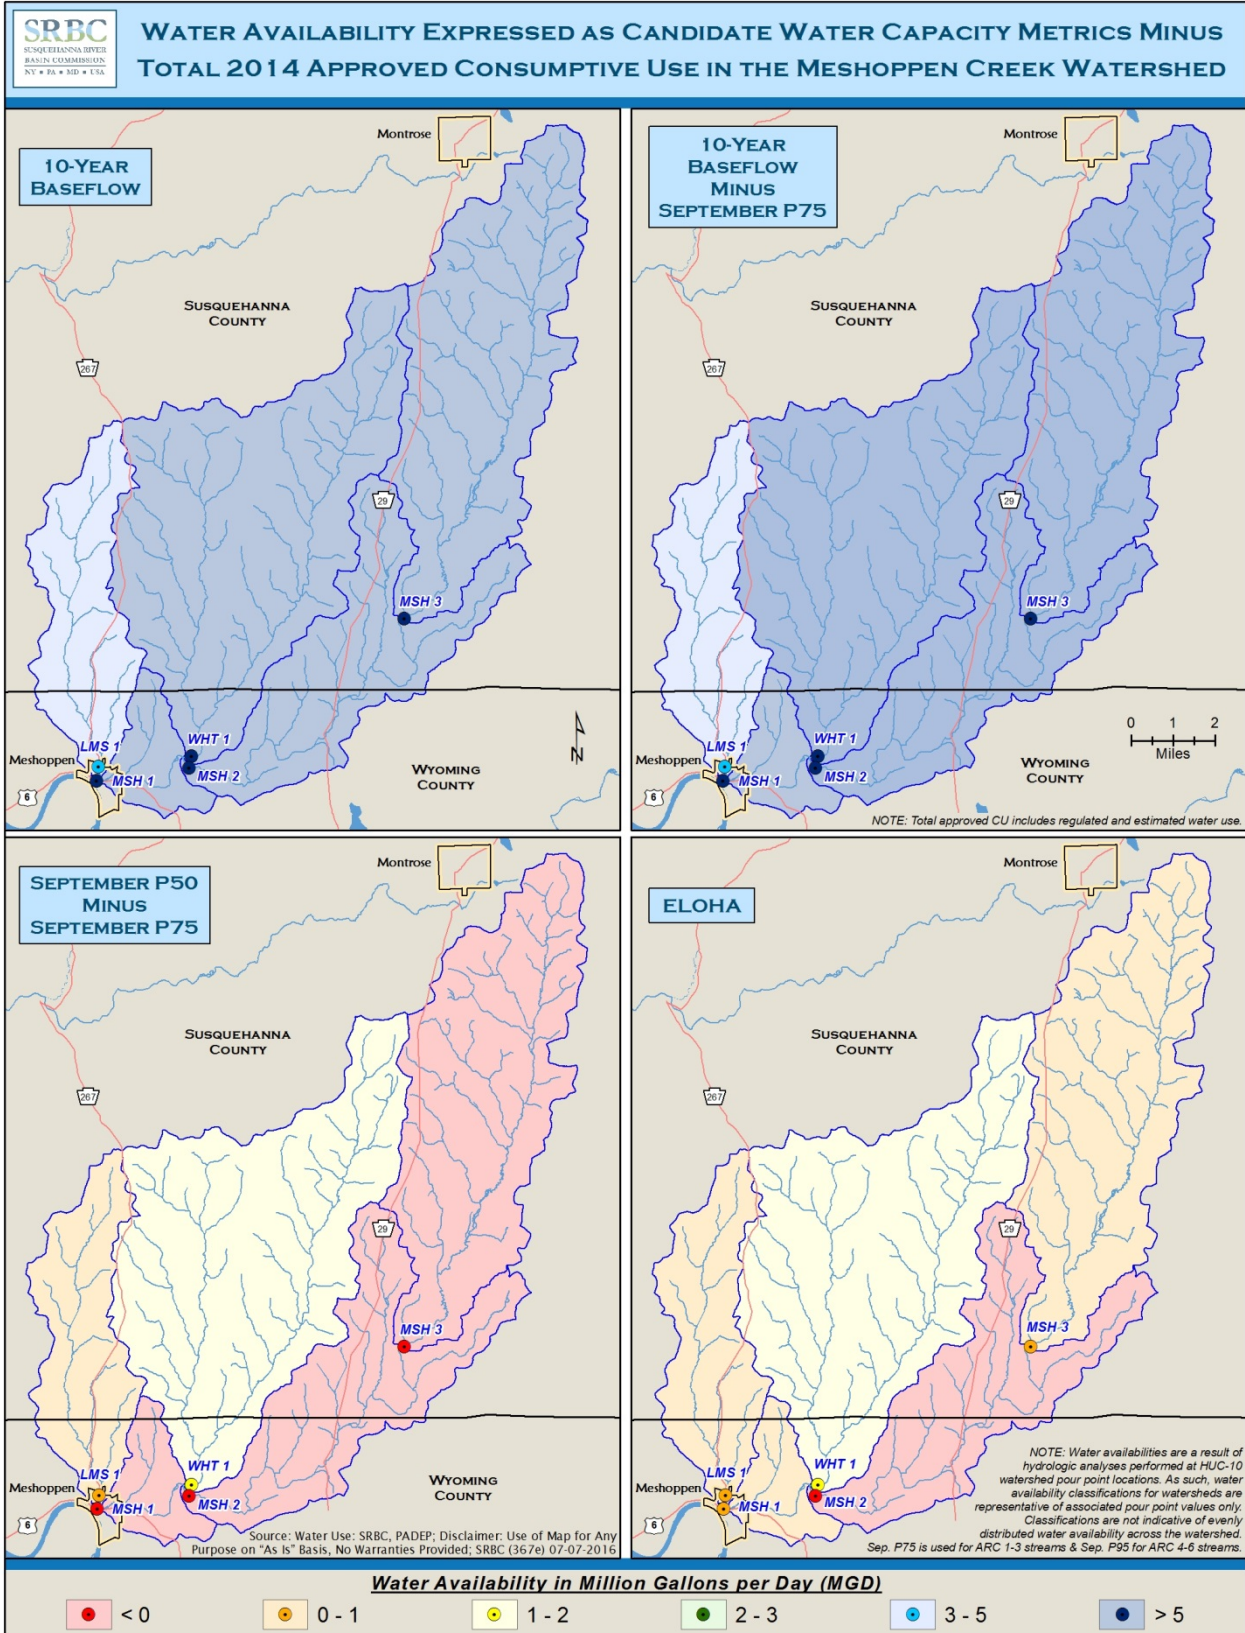 SRBC
SUSQUEHANNA RIVER
BASIN COMMISSION
NY ★ PA ★ MD ★ USA
WATER AVAILABILITY EXPRESSED AS CANDIDATE WATER CAPACITY METRICS MINUS
TOTAL 2014 APPROVED CONSUMPTIVE USE IN THE MESHOPPEN CREEK WATERSHED
10-YEAR
BASEFLOW
Montrose
SUSQUEHANNA
COUNTY
267
29
MSH 3
WHT 1
LMS 1
Meshoppen
MSH 2
MSH 1
6
WYOMING
COUNTY
N
10-YEAR
BASEFLOW
MINUS
SEPTEMBER P75
Montrose
SUSQUEHANNA
COUNTY
267
29
MSH 3
0 1 2
Miles
WHT 1
LMS 1
Meshoppen
MSH 2
MSH 1
6
WYOMING
COUNTY
NOTE: Total approved CU includes regulated and estimated water use.
SEPTEMBER P50
MINUS
SEPTEMBER P75
Montrose
SUSQUEHANNA
COUNTY
267
29
MSH 3
WHT 1
LMS 1
Meshoppen
MSH 2
MSH 1
6
WYOMING
COUNTY
Source: Water Use: SRBC, PADEP; Disclaimer: Use of Map for Any
Purpose on "As Is" Basis, No Warranties Provided; SRBC (367e) 07-07-2016
ELOHA
Montrose
SUSQUEHANNA
COUNTY
267
29
MSH 3
WHT 1
LMS 1
Meshoppen
MSH 2
MSH 1
6
NOTE: Water availabilities are a result of
hydrologic analyses performed at HUC-10
watershed pour point locations. As such, water
availability classifications for watersheds are
representative of associated pour point values only.
Classifications are not indicative of evenly
distributed water availability across the watershed.
Sep. P75 is used for ARC 1-3 streams & Sep. P95 for ARC 4-6 streams.
Water Availability in Million Gallons per Day (MGD)
< 0 0 - 1 1 - 2 2 - 3 3 - 5 > 5